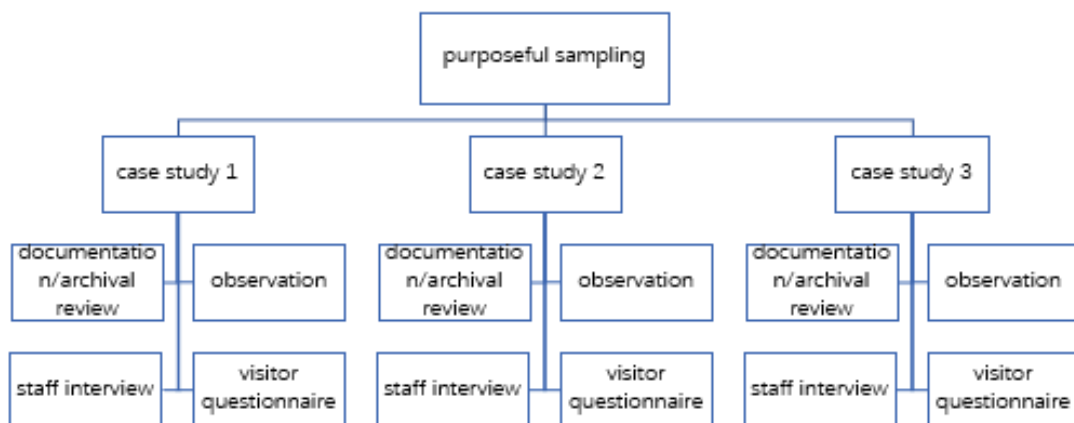 purposeful sampling
case study 1
case study 2
case study 3
documentatio
n/archival
review
observation
documentatio
n/archival
review
observation
documentatio
n/archival
review
observation
staff interview
visitor
questionnaire
staff interview
visitor
questionnaire
staff interview
visitor
questionnaire